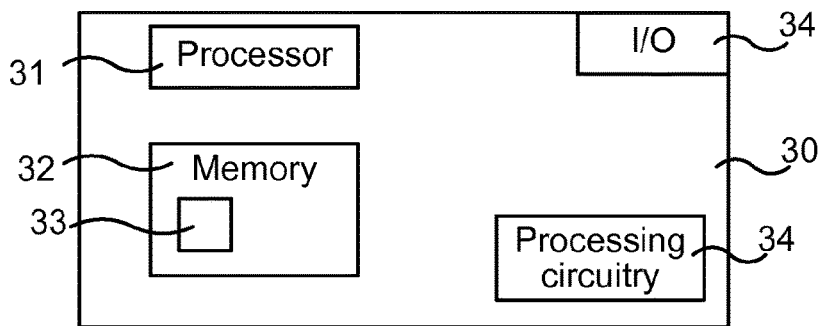 Processor
I/O
34
31
32
Memory
30
33
Processing
circuitry
34